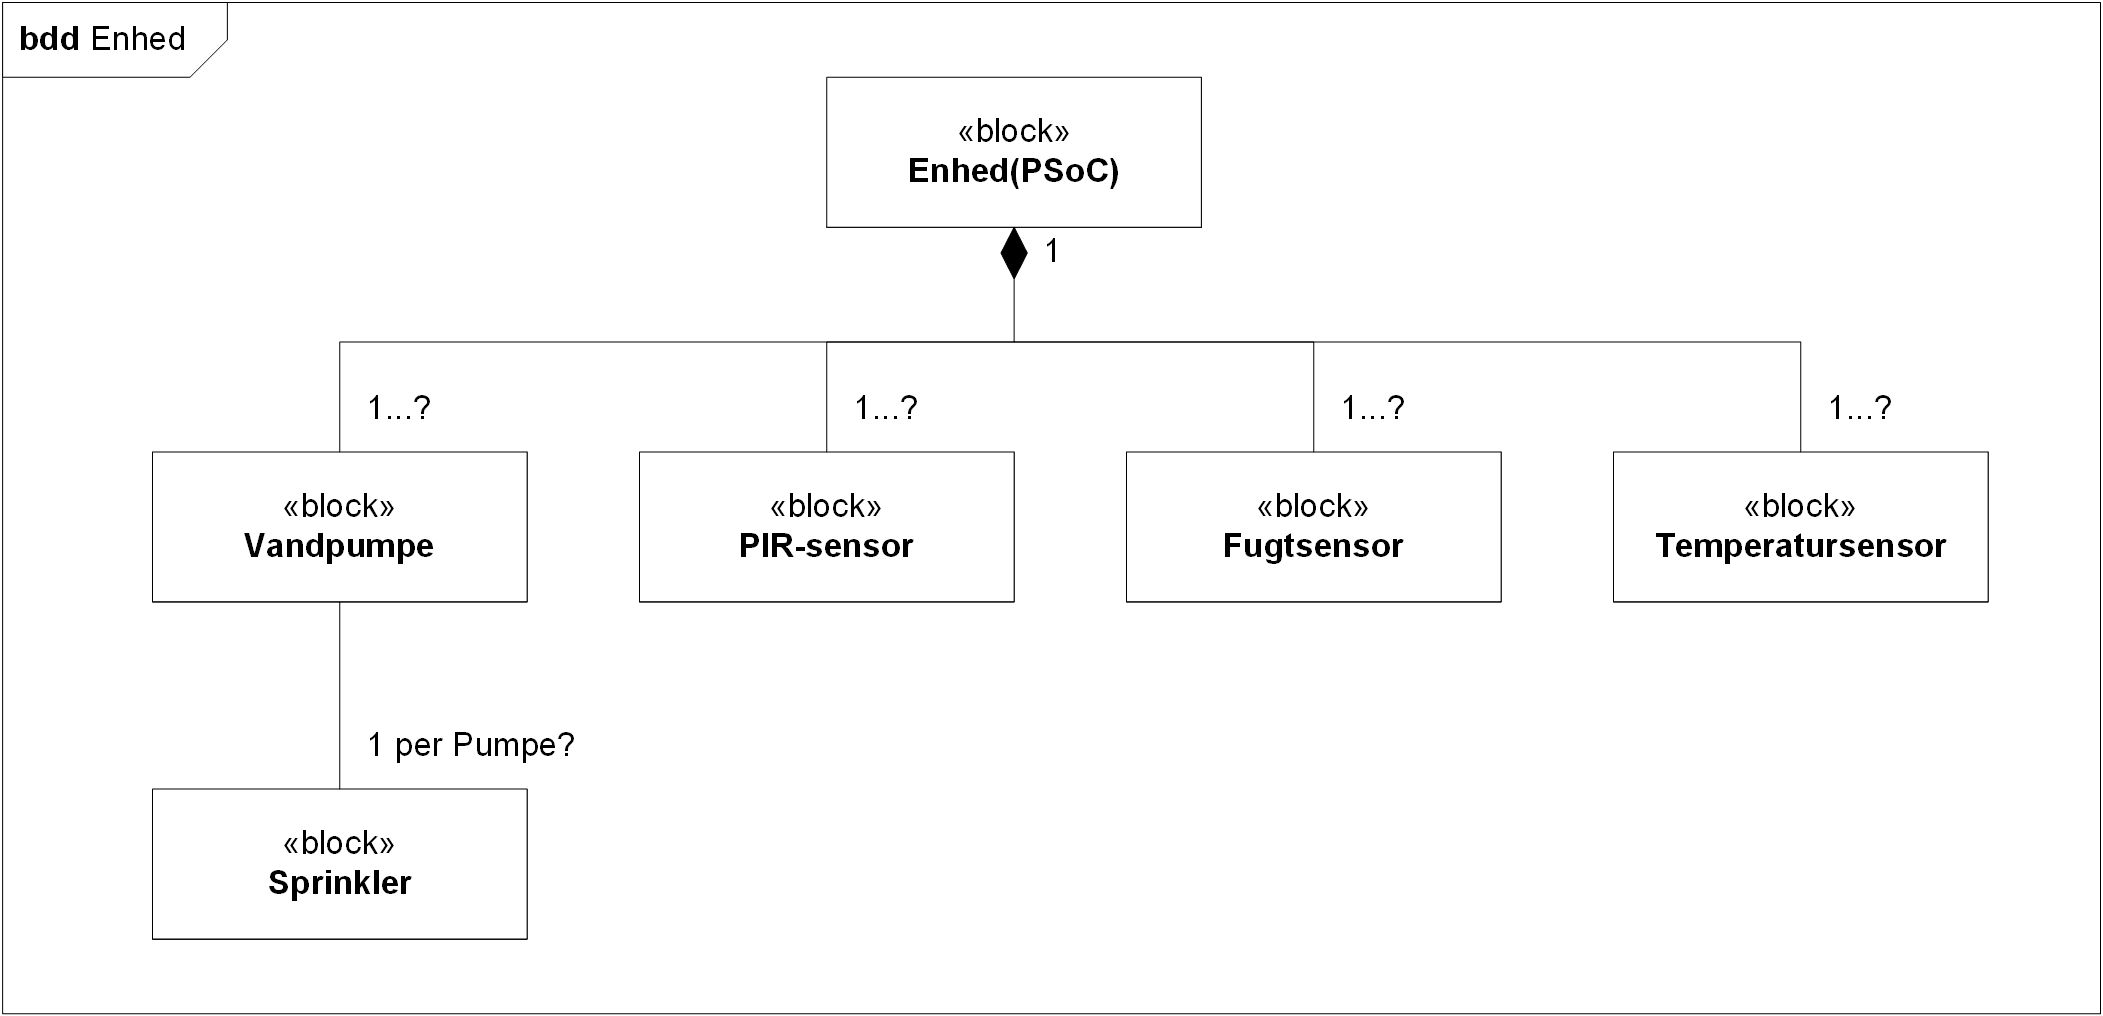 bdd Enhed
«block»
Enhed(PSoC)
1
1...?
1...?
1...?
1...?
«block»
Vandpumpe
«block»
PIR-sensor
«block»
Fugtsensor
«block»
Temperatursensor
1 per Pumpe?
«block»
Sprinkler